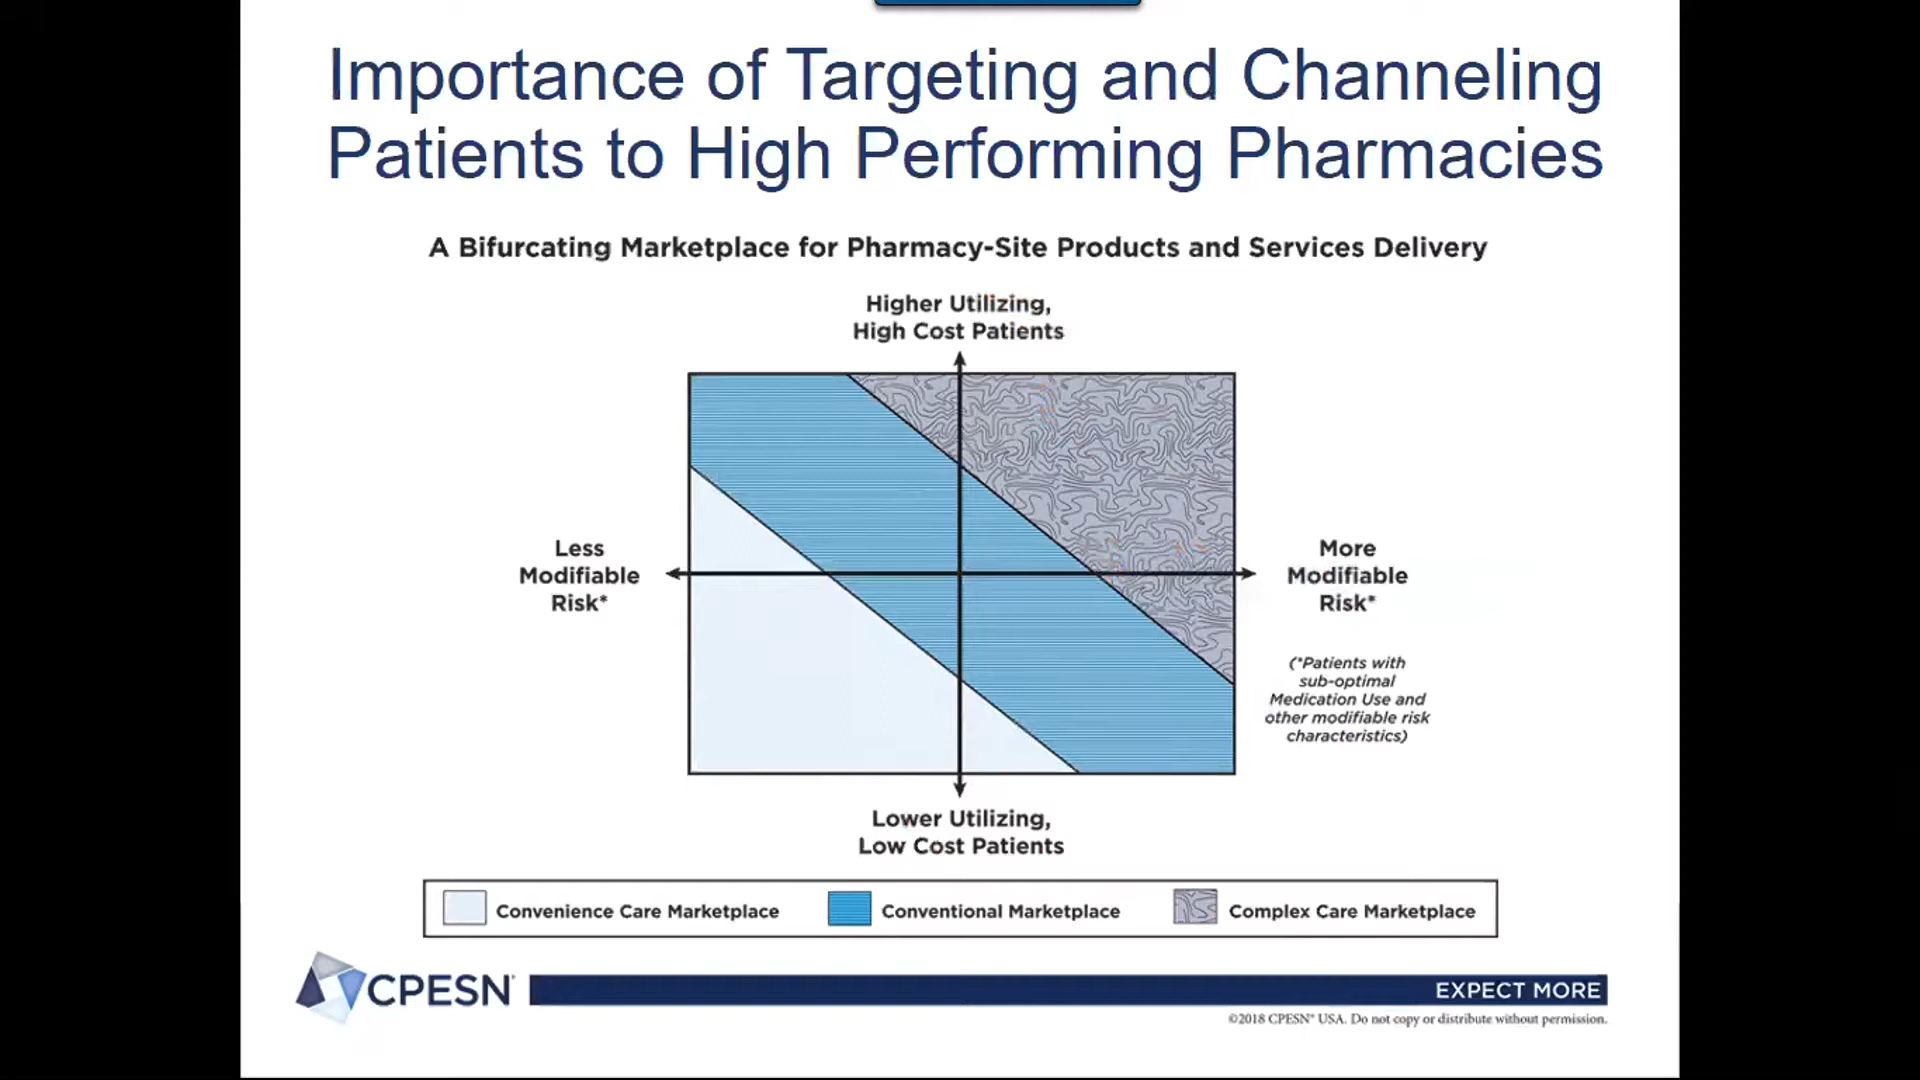 Importance of Targeting and Channeling
Patients to High Performing Pharmacies
A Bifurcating Marketplace for Pharmacy-Site Products and Services Delivery
Higher Utilizing,
High Cost Patients
Less
Modifiable
Risk*
More
Modifiable
Risk*
(*Patients with
sub-optimal
Medication Use and
other modifiable risk
characteristics)
Lower Utilizing,
Low Cost Patients
Convenience Care Marketplace
Conventional Marketplace
Complex Care Marketplace
CPESN®
EXPECT MORE
©2018 CPESN® USA. Do not copy or distribute without permission.